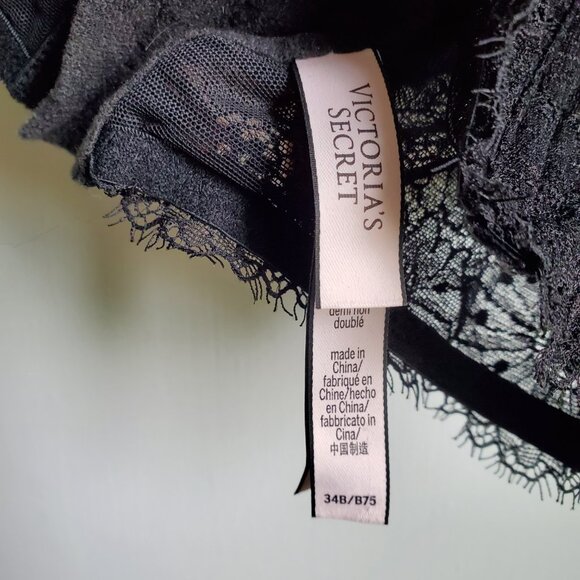 VICTORIA'S
SECRET
demi non
doublé
made in
China/
fabriqué en
Chine/hecho
en China/
fabbricato in
Cina/
中国制造
34B/B75